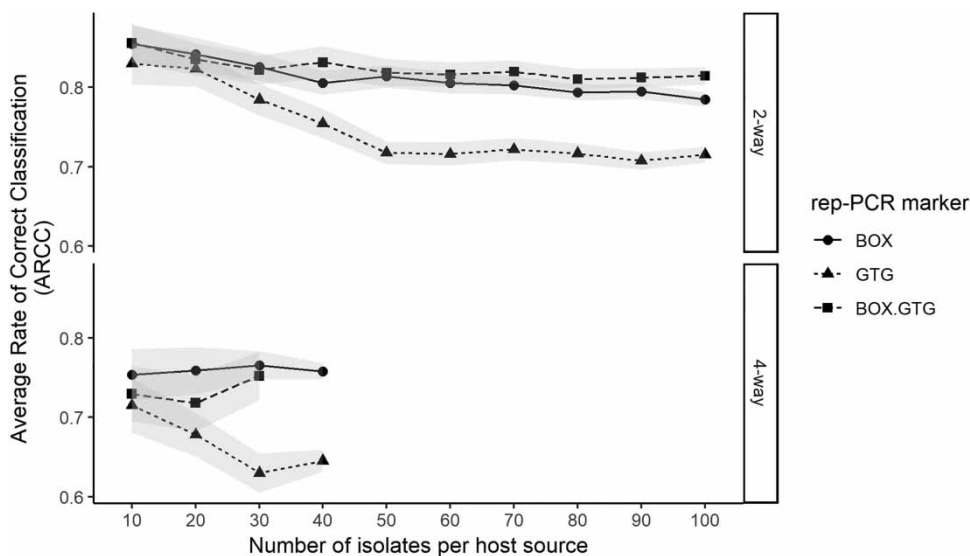 Average Rate of Correct Classification
(ARCC)
0.8
0.7
0.6
2-way
0.8
0.7
0.6
4-way
10 20 30 40 50 60 70 80 90 100
Number of isolates per host source
rep-PCR marker
BOX
GTG
BOX.GTG